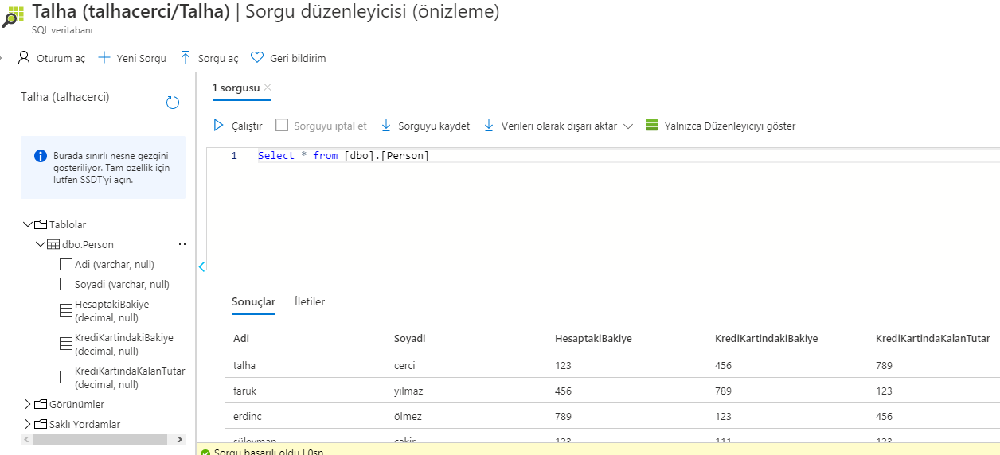 Talha (talhacerci/Talha) | Sorgu düzenleyicisi (önizleme)
SQL veritabanı
Oturum aç
Yeni Sorgu
Sorgu aç
Geri bildirim
Talha (talhacerci)
Burada sınırlı nesne gezgini
gösteriliyor. Tam özellik için
lütfen SSDT'yi açın.
Tablolar
dbo.Person
Adi (varchar, null)
Soyadi (varchar, null)
HesaptakiBakiye
(decimal, null)
KrediKartindakiBakiye
(decimal, null)
KrediKartindaKalanTutar
(decimal, null)
Görünümler
Saklı Yordamlar
1 sorgusu
Çalıştır
Sorguyu iptal et
Sorguyu kaydet
Verileri olarak dışarı aktar
Yalnızca Düzenleyiciyi göster
1 Select * from [dbo].[Person]
Sonuçlar İletiler
Adi Soyadi HesaptakiBakiye KrediKartindakiBakiye KrediKartindaKalanTutar
talha cerci 123 456 789
faruk yilmaz 456 789 123
erdinc ölmez 789 123 456
süleyman cakir 123 111 123
Sorgu başarılı oldu | 0sn